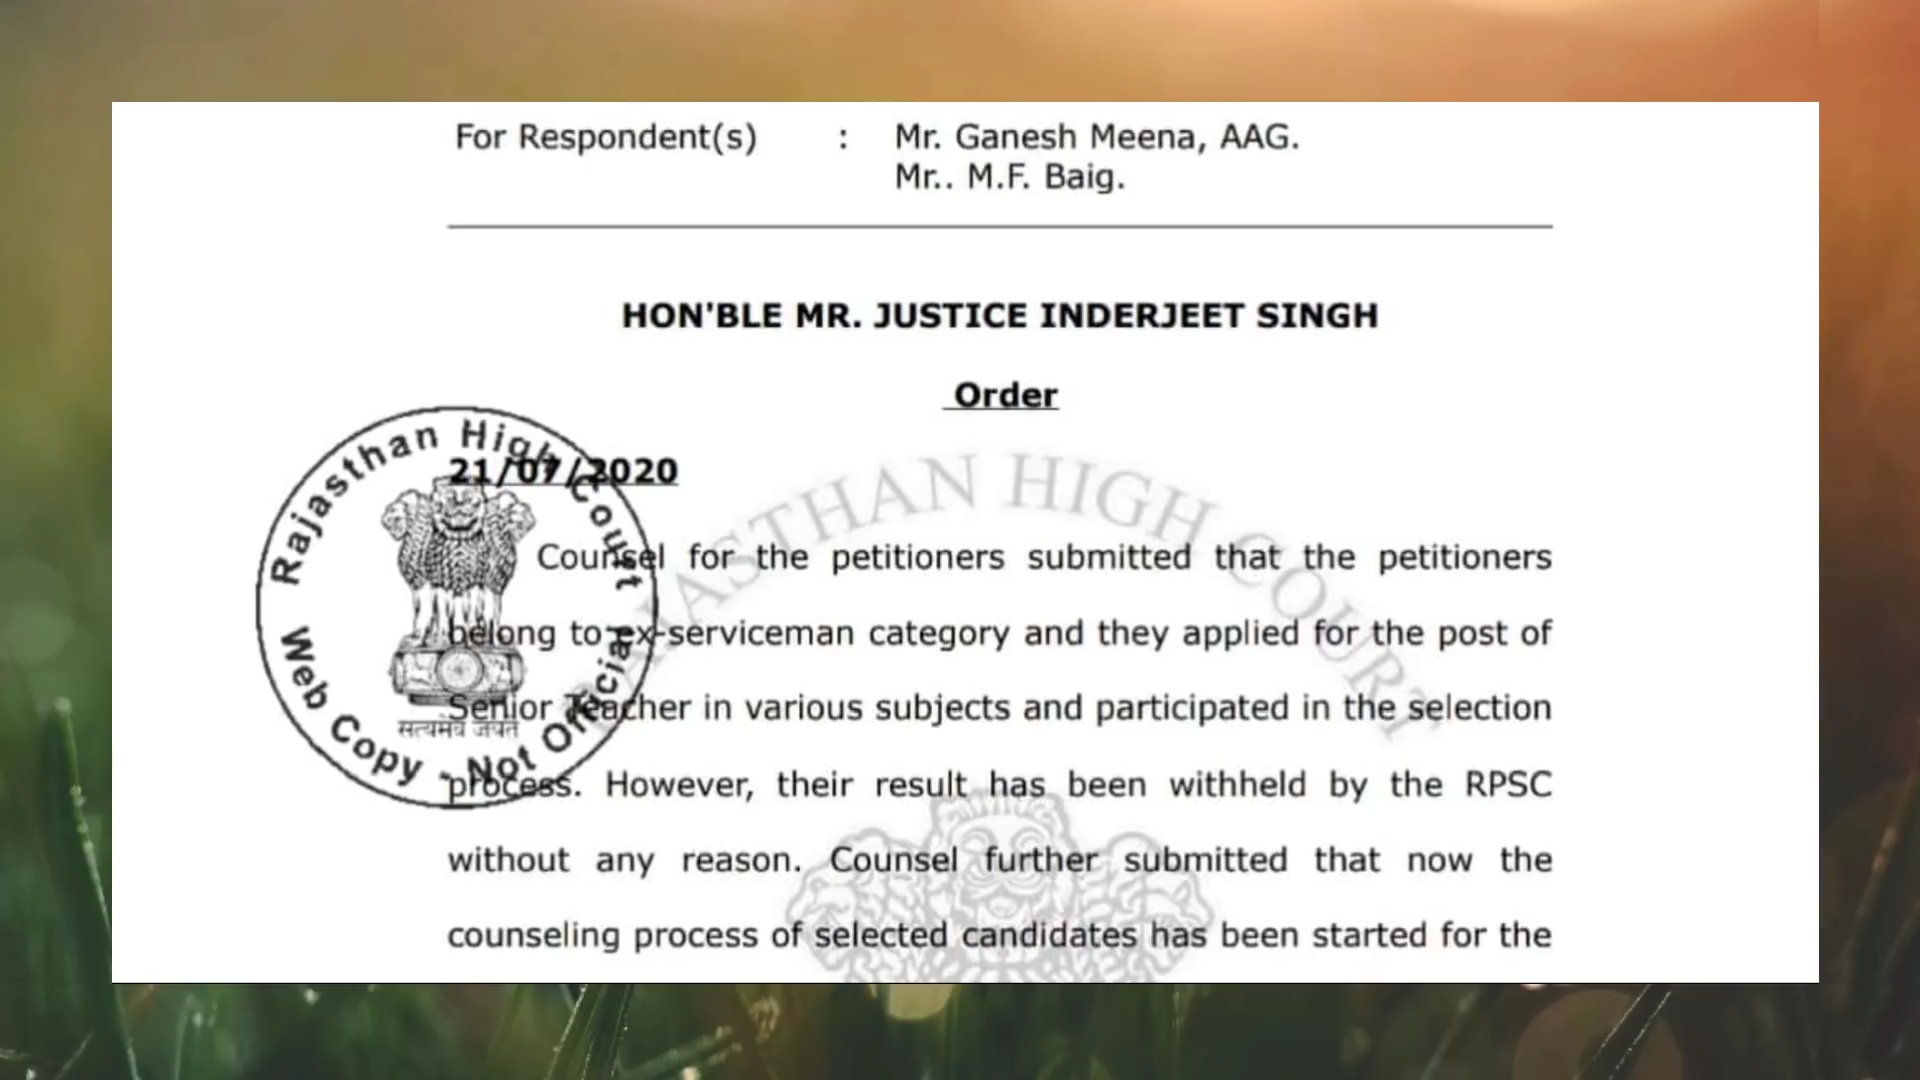 For Respondent(s) : Mr. Ganesh Meena, AAG.
Mr.. M.F. Baig.
HON'BLE MR. JUSTICE INDERJEET SINGH
Order
21/07/2020
Counsel for the petitioners submitted that the petitioners
belong to ex-serviceman category and they applied for the post of
Senior Teacher in various subjects and participated in the selection
process. However, their result has been withheld by the RPSC
without any reason. Counsel further submitted that now the
counseling process of selected candidates has been started for the
Rajasthan High Court
Web Copy - Not Official
सत्यमेव जयते
RAJASTHAN HIGH COURT